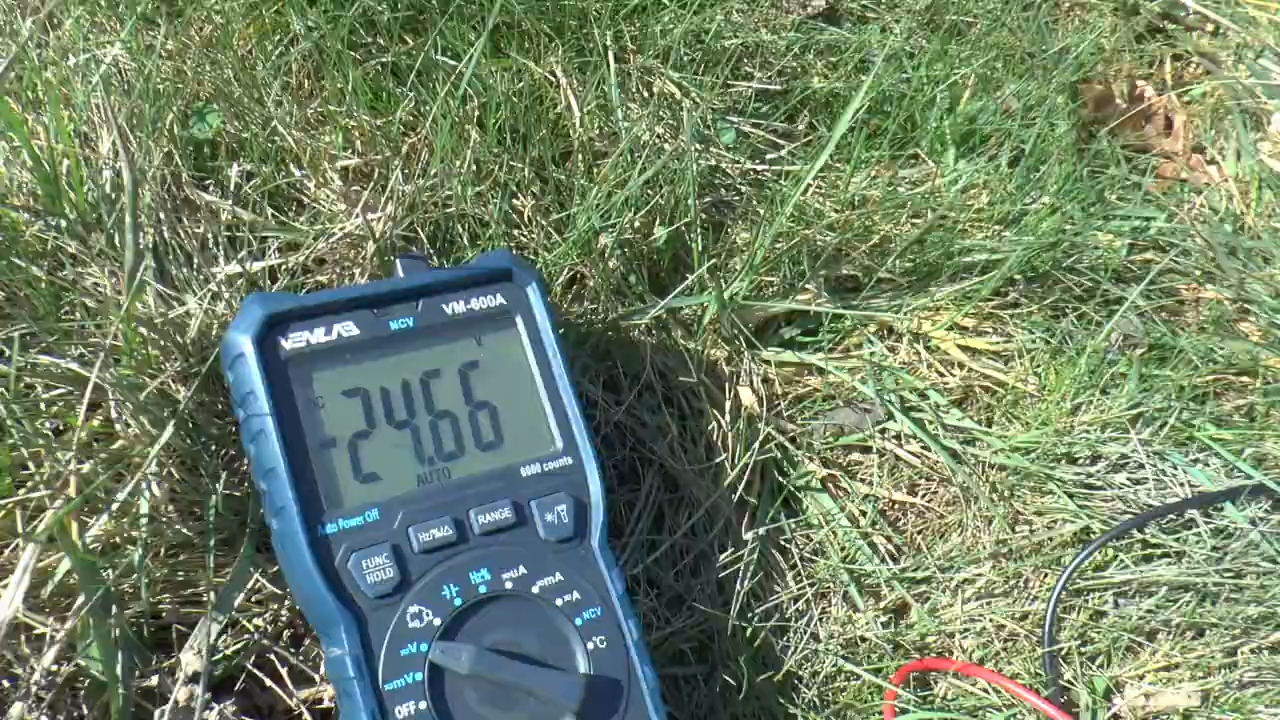 VENLAB NCV VM-600A
V
-24.66
AUTO
6000 counts
Auto Power Off
Hz/%/Δ RANGE
FUNC
HOLD
Hz% uA mA
A
NCV
°C
V
mV
OFF